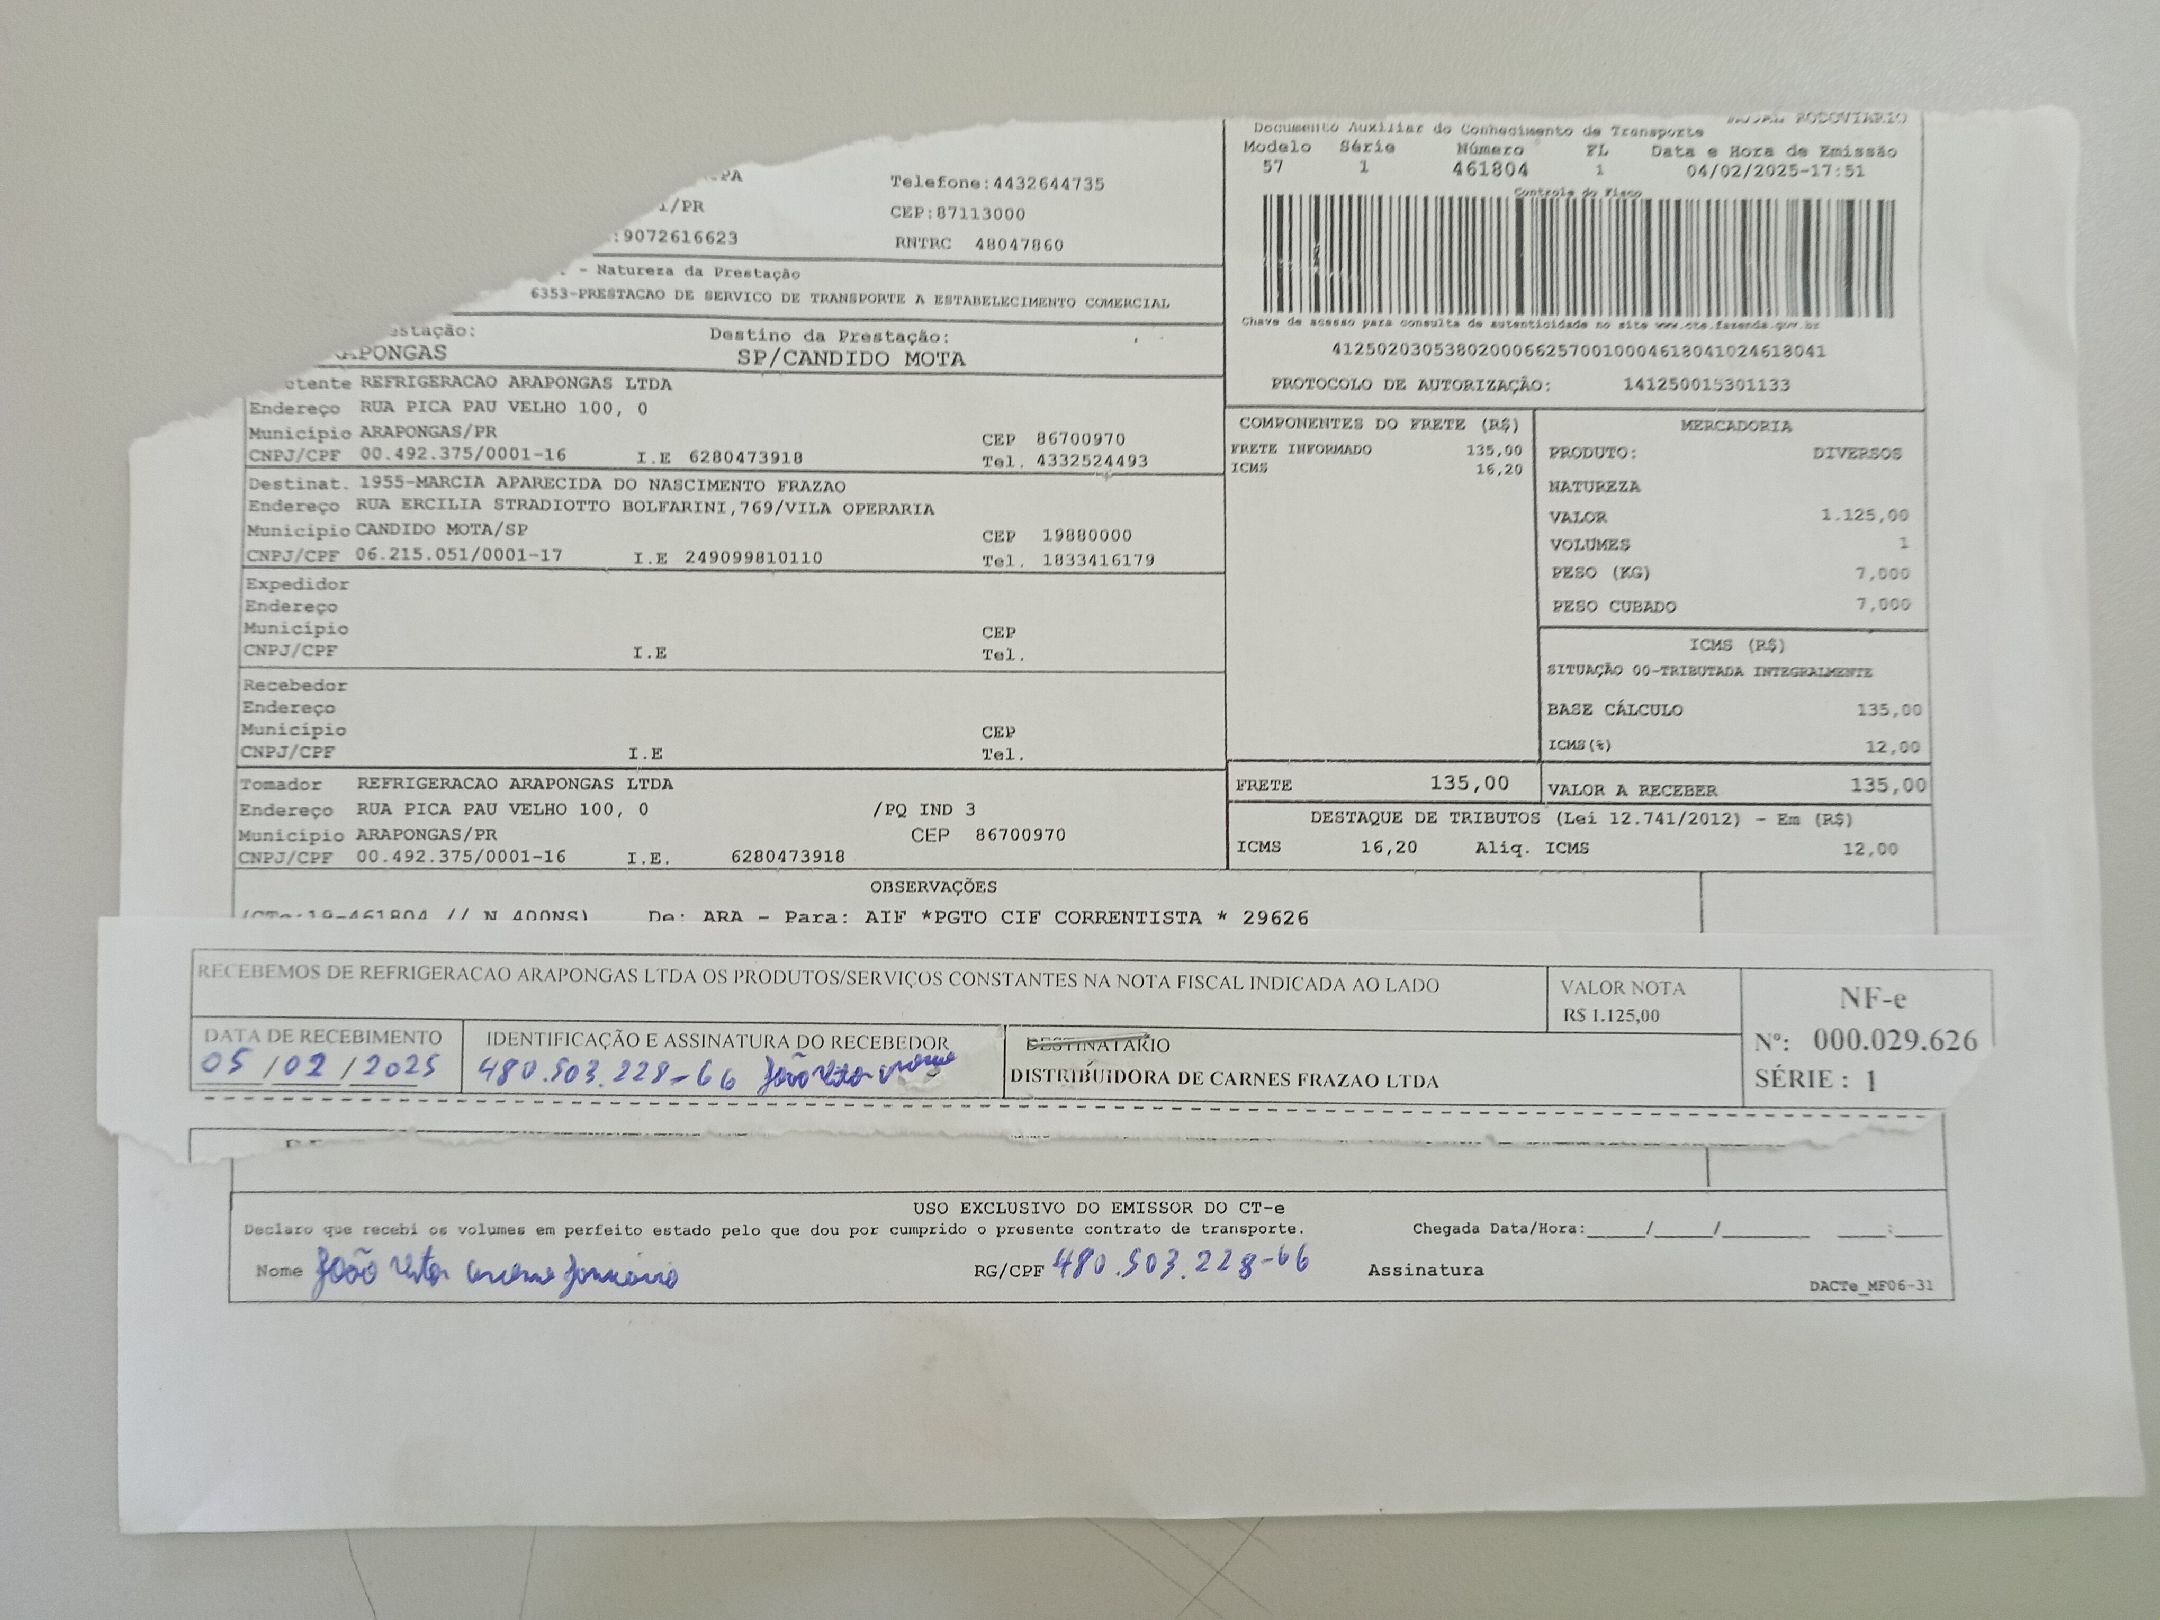 Telefone:4432644735
/PR CEP:87113000
:9072616623 RNTRC 48047860
- Natureza da Prestação
6353-PRESTACAO DE SERVICO DE TRANSPORTE A ESTABELECIMENTO COMERCIAL
Destino da Prestação:
ARAPONGAS SP/CANDIDO MOTA
RODOVIÁRIO
Documento Auxiliar do Conhecimento de Transporte
Modelo Série Número FL Data e Hora de Emissão
57 1 461804 1 04/02/2025-17:51
Controle do Fisco
Chave de acesso para consulta de autenticidade no site www.cte.fazenda.gov.br
41250203053802000662570010004618041024618041
PROTOCOLO DE AUTORIZAÇÃO: 141250015301133
REFRIGERACAO ARAPONGAS LTDA
Endereço RUA PICA PAU VELHO 100, 0
Município ARAPONGAS/PR CEP 86700970
CNPJ/CPF 00.492.375/0001-16 I.E 6280473918 Tel. 4332524493
Destinat. 1955-MARCIA APARECIDA DO NASCIMENTO FRAZAO
Endereço RUA ERCILIA STRADIOTTO BOLFARINI,769/VILA OPERARIA
Município CANDIDO MOTA/SP CEP 19880000
CNPJ/CPF 06.215.051/0001-17 I.E 249099810110 Tel. 1833416179
Expedidor
Endereço
Município CEP
CNPJ/CPF I.E Tel.
Recebedor
Endereço
Município CEP
CNPJ/CPF I.E Tel.
Tomador REFRIGERACAO ARAPONGAS LTDA
Endereço RUA PICA PAU VELHO 100, 0 /PQ IND 3
Município ARAPONGAS/PR CEP 86700970
CNPJ/CPF 00.492.375/0001-16 I.E. 6280473918
COMPONENTES DO FRETE (R$)
FRETE INFORMADO 135,00
ICMS 16,20
MERCADORIA
PRODUTO: DIVERSOS
NATUREZA
VALOR 1.125,00
VOLUMES 1
PESO (KG) 7,000
PESO CUBADO 7,000
ICMS (R$)
SITUAÇÃO 00-TRIBUTADA INTEGRALMENTE
BASE CÁLCULO 135,00
ICMS(%) 12,00
FRETE 135,00 VALOR A RECEBER 135,00
DESTAQUE DE TRIBUTOS (Lei 12.741/2012) - Em (R$)
ICMS 16,20 Aliq. ICMS 12,00
OBSERVAÇÕES
(CTe:19-461804 // N 400NS) De: ARA - Para: AIF *PGTO CIF CORRENTISTA * 29626
RECEBEMOS DE REFRIGERACAO ARAPONGAS LTDA OS PRODUTOS/SERVIÇOS CONSTANTES NA NOTA FISCAL INDICADA AO LADO
VALOR NOTA
R$ 1.125,00
NF-e
Nº: 000.029.626
SÉRIE: 1
DATA DE RECEBIMENTO IDENTIFICAÇÃO E ASSINATURA DO RECEBEDOR DESTINATARIO
05/02/2025 480.503.228-66 João DISTRIBUIDORA DE CARNES FRAZAO LTDA
USO EXCLUSIVO DO EMISSOR DO CT-e
Declaro que recebi os volumes em perfeito estado pelo que dou por cumprido o presente contrato de transporte. Chegada Data/Hora:_____/_____/________ ____:____
Nome João RG/CPF 480.503.228-66 Assinatura
DACTe_MF06-31